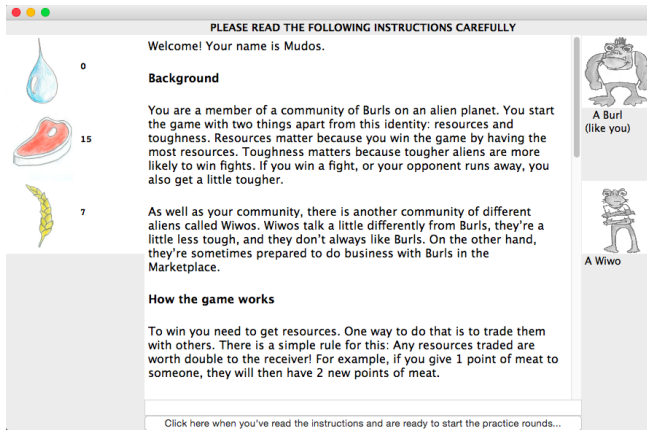 PLEASE READ THE FOLLOWING INSTRUCTIONS CAREFULLY
0
15
7
Welcome! Your name is Mudos.
Background
You are a member of a community of Burls on an alien planet. You start
the game with two things apart from this identity: resources and
toughness. Resources matter because you win the game by having the
most resources. Toughness matters because tougher aliens are more
likely to win fights. If you win a fight, or your opponent runs away, you
also get a little tougher.
As well as your community, there is another community of different
aliens called Wiwos. Wiwos talk a little differently from Burls, they're a
little less tough, and they don't always like Burls. On the other hand,
they're sometimes prepared to do business with Burls in the
Marketplace.
How the game works
To win you need to get resources. One way to do that is to trade them
with others. There is a simple rule for this: Any resources traded are
worth double to the receiver! For example, if you give 1 point of meat to
someone, they will then have 2 new points of meat.
A Burl
(like you)
A Wiwo
Click here when you've read the instructions and are ready to start the practice rounds...